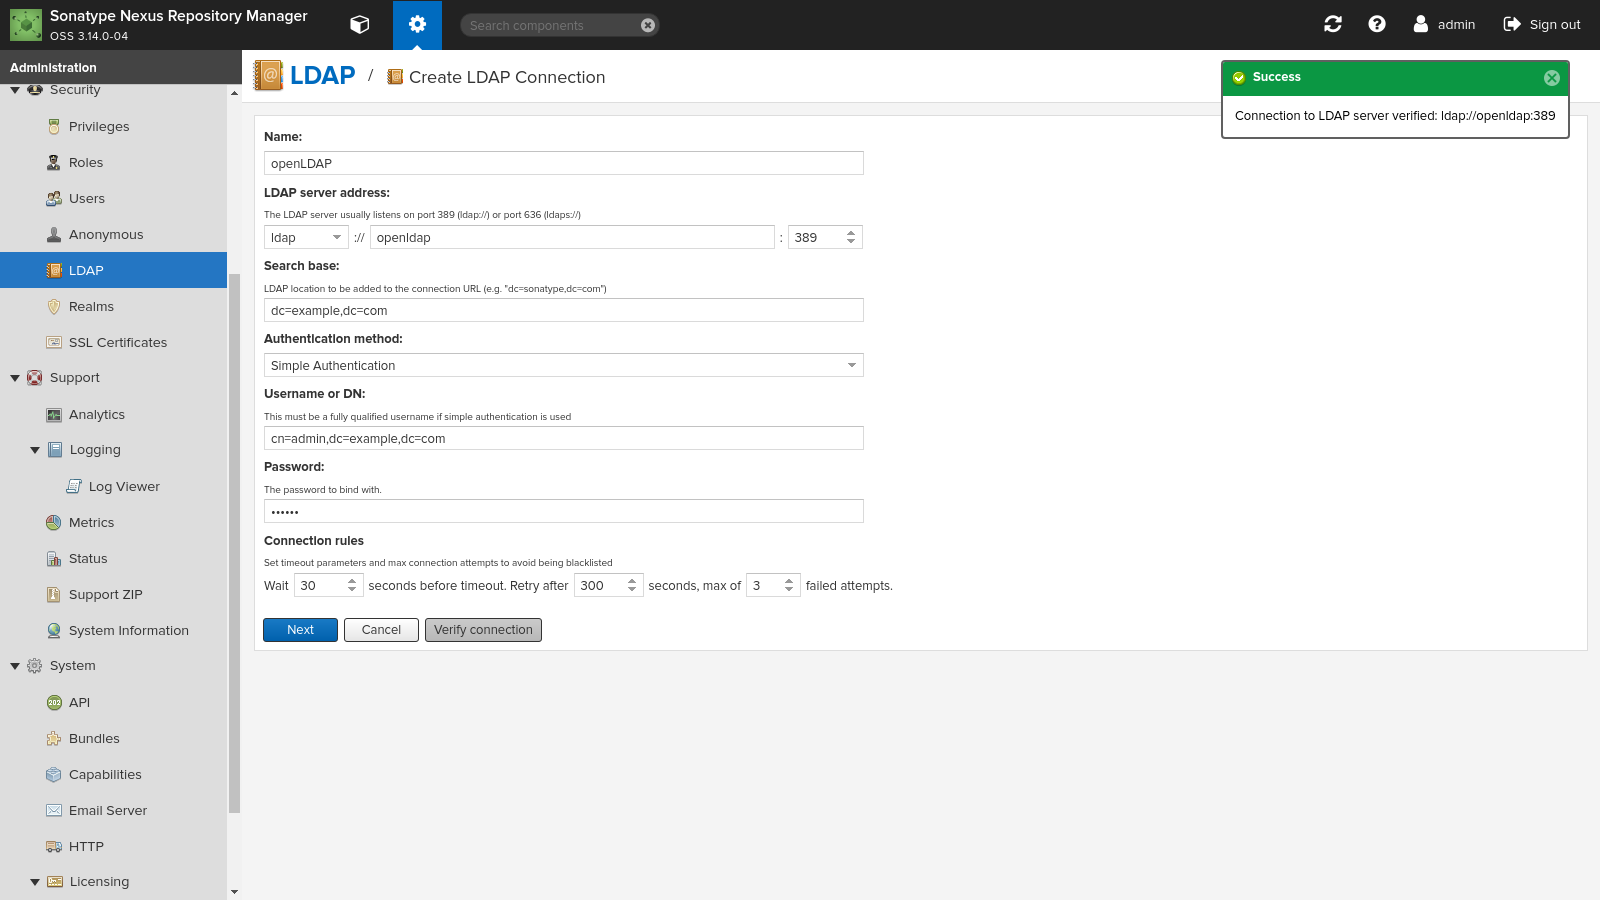 Sonatype Nexus Repository Manager
OSS 3.14.0-04
Search components
admin
Sign out
Administration
Security
Privileges
Roles
Users
Anonymous
LDAP
Realms
SSL Certificates
Support
Analytics
Logging
Log Viewer
Metrics
Status
Support ZIP
System Information
System
API
Bundles
Capabilities
Email Server
HTTP
Licensing
LDAP / Create LDAP Connection
Success
Connection to LDAP server verified: ldap://openldap:389
Name:
openLDAP
LDAP server address:
The LDAP server usually listens on port 389 (ldap://) or port 636 (ldaps://)
ldap :// openldap : 389
Search base:
LDAP location to be added to the connection URL (e.g. "dc=sonatype,dc=com")
dc=example,dc=com
Authentication method:
Simple Authentication
Username or DN:
This must be a fully qualified username if simple authentication is used
cn=admin,dc=example,dc=com
Password:
The password to bind with.
••••••
Connection rules
Set timeout parameters and max connection attempts to avoid being blacklisted
Wait 30 seconds before timeout. Retry after 300 seconds, max of 3 failed attempts.
Next Cancel Verify connection